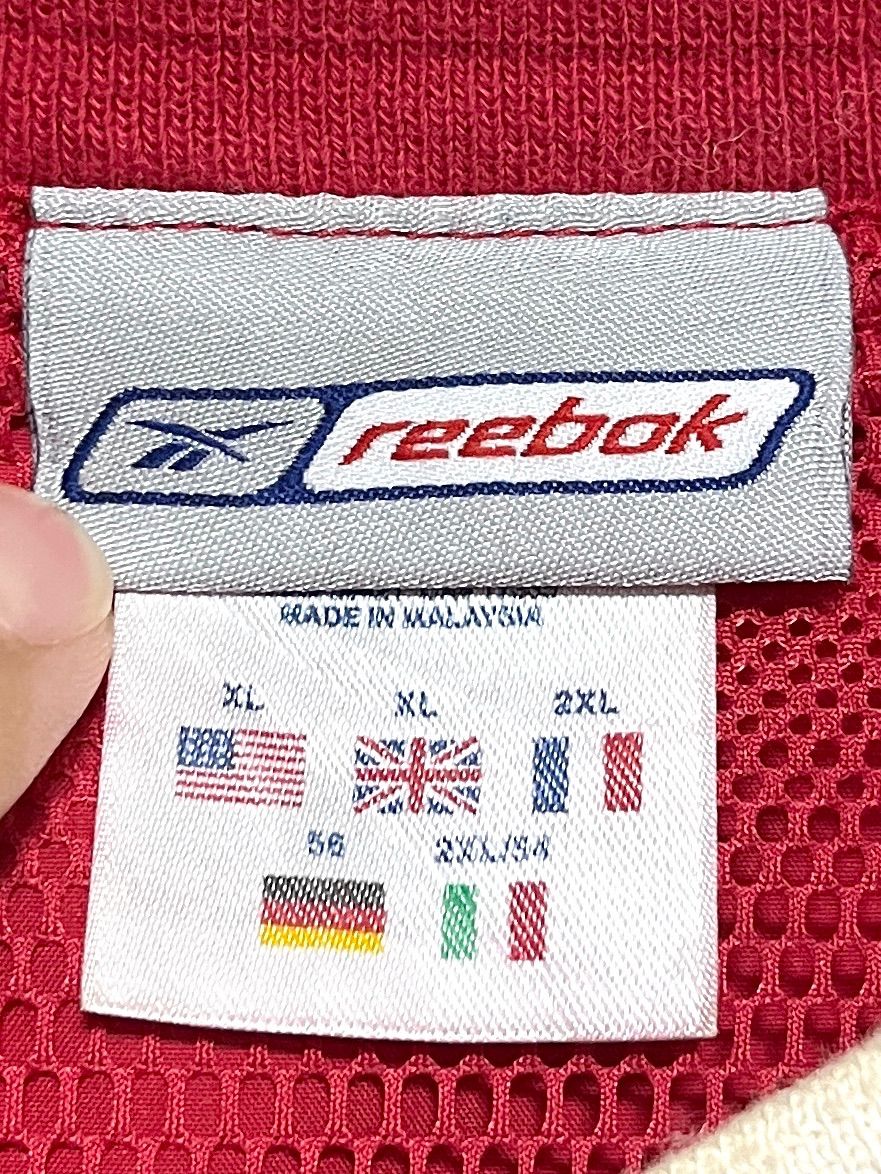 reebok
MADE IN MALAYSIA
XL XL 2XL
56 2XL/54